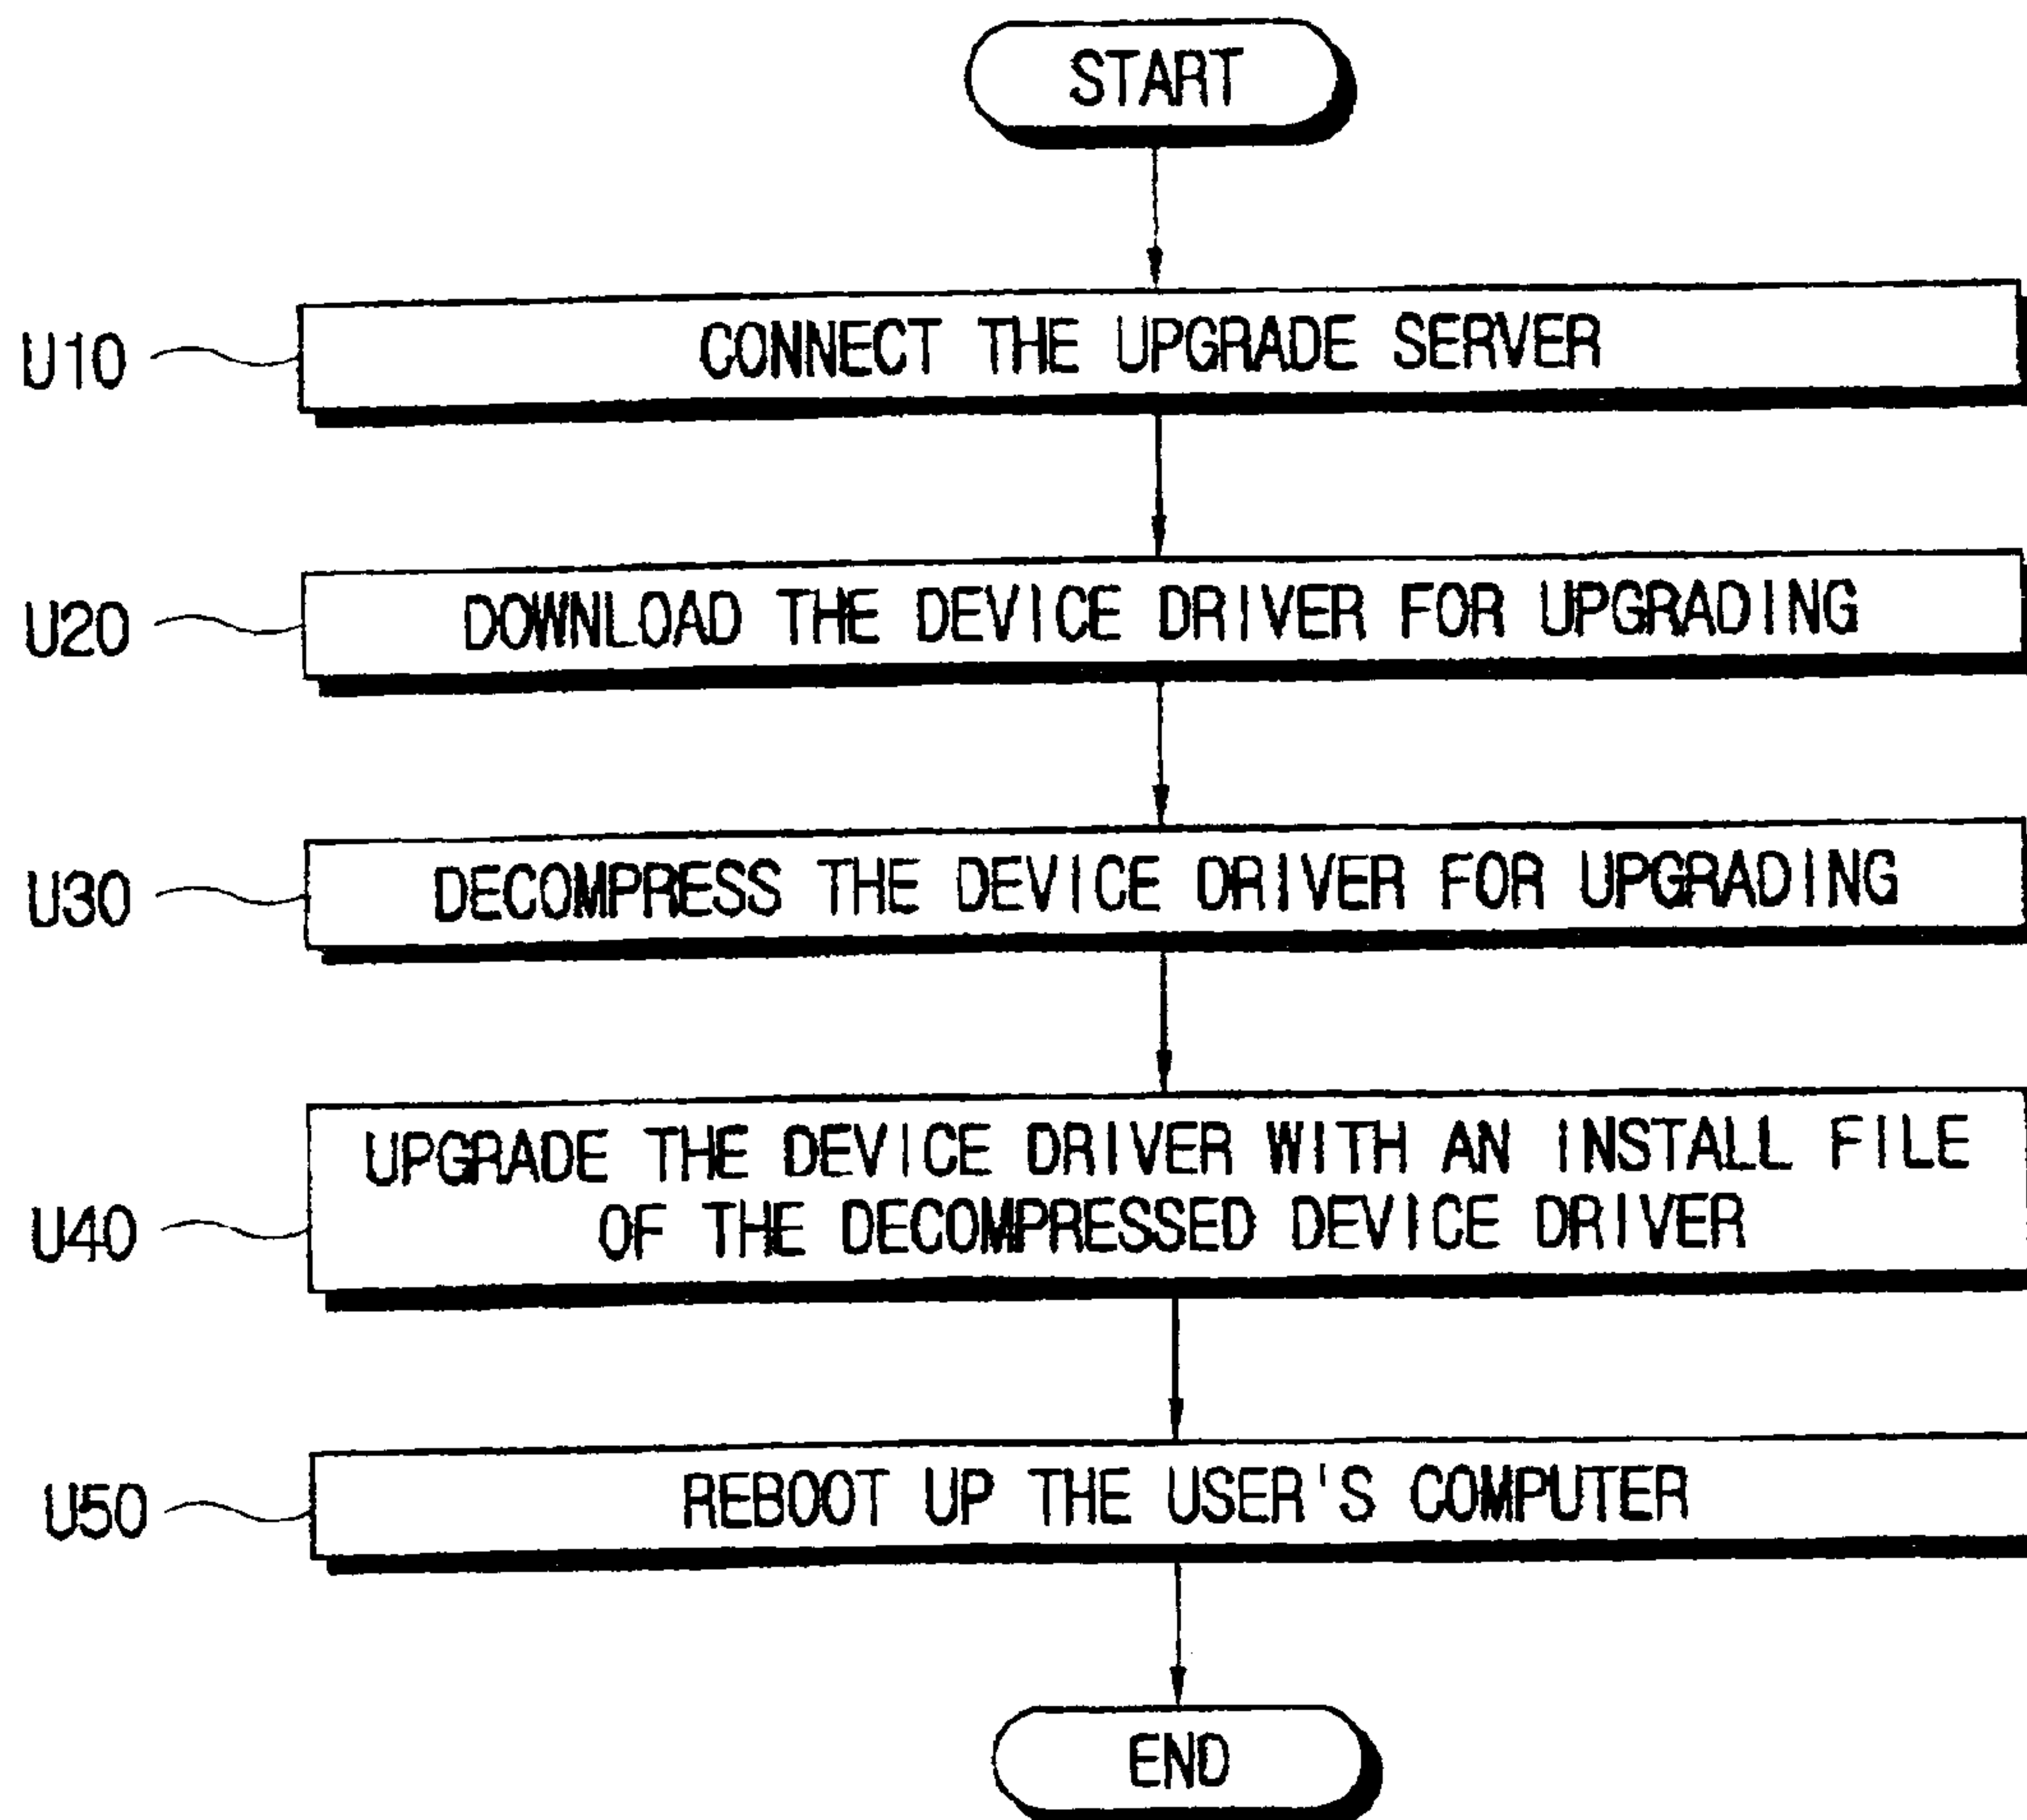 START
U10
CONNECT THE UPGRADE SERVER
U20
DOWNLOAD THE DEVICE DRIVER FOR UPGRADING
U30
DECOMPRESS THE DEVICE DRIVER FOR UPGRADING
U40
UPGRADE THE DEVICE DRIVER WITH AN INSTALL FILE
OF THE DECOMPRESSED DEVICE DRIVER
U50
REBOOT UP THE USER'S COMPUTER
END